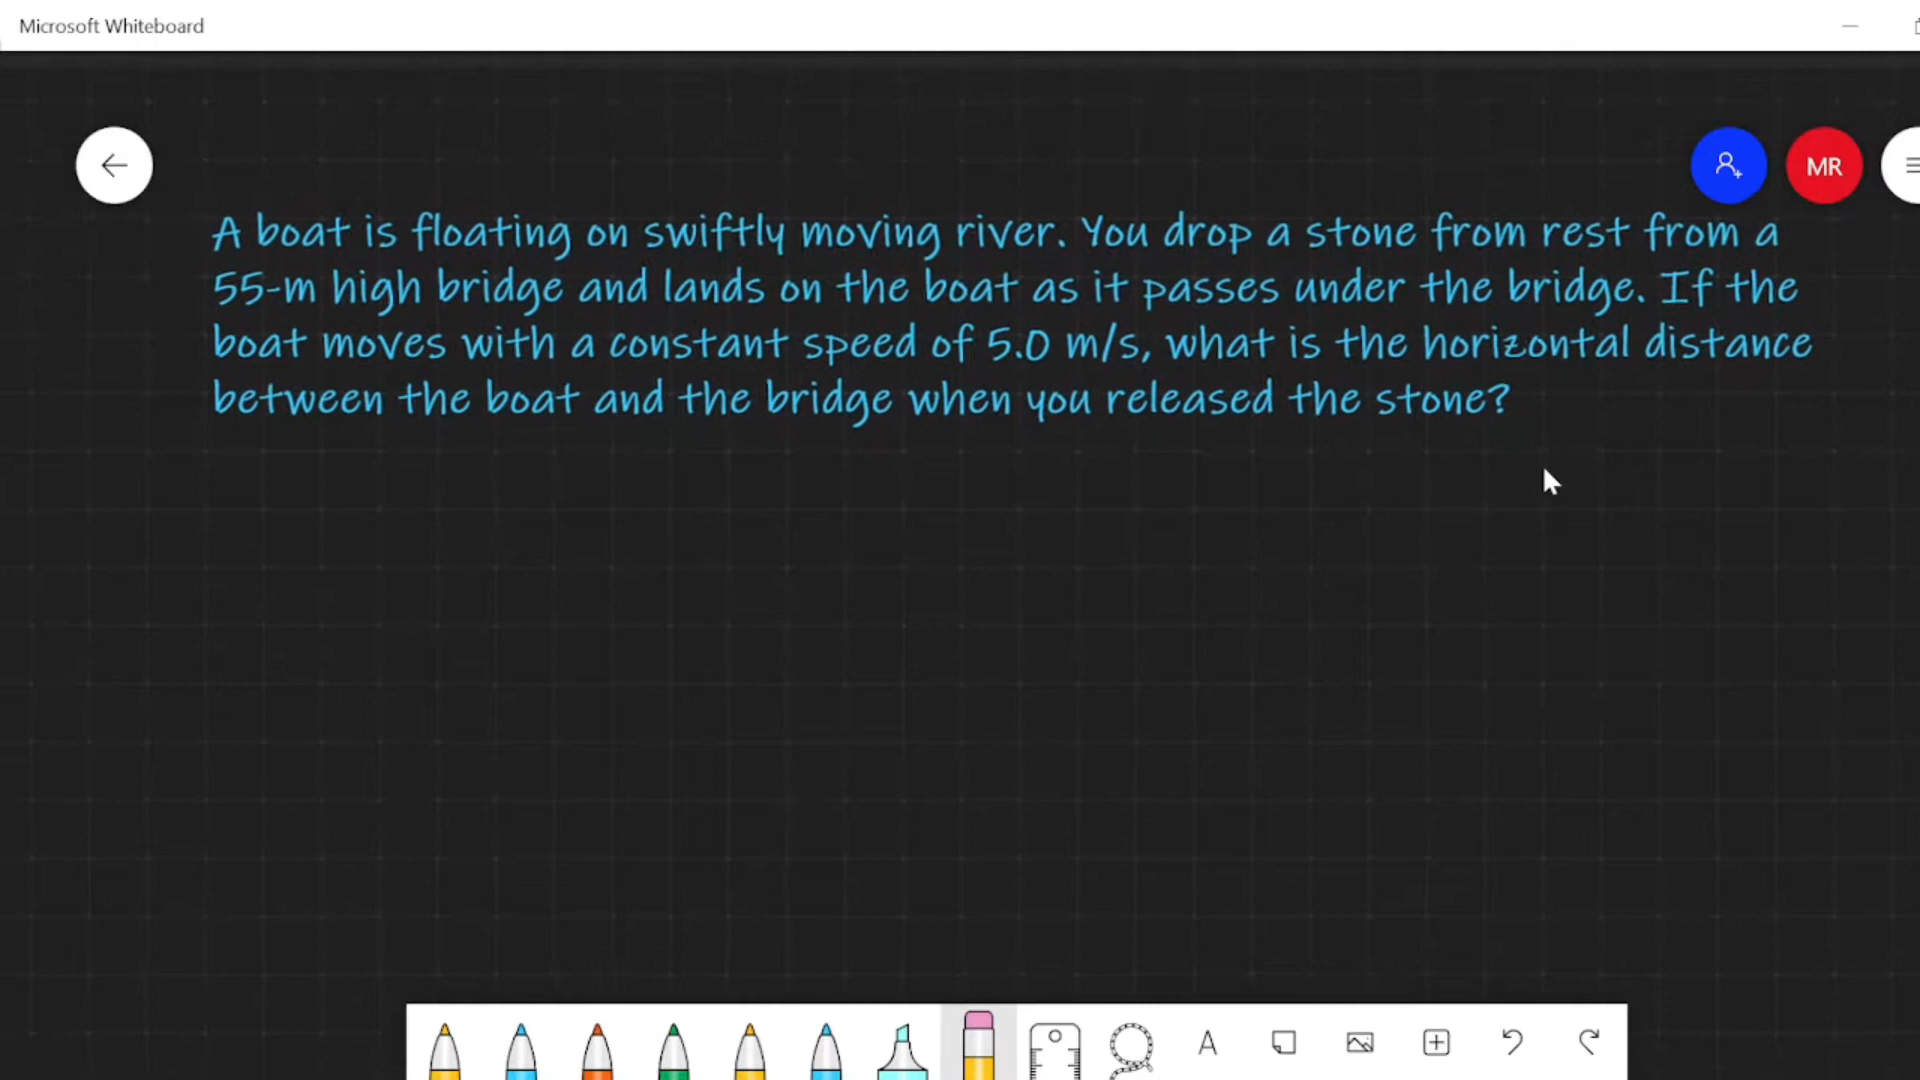 Microsoft Whiteboard
MR
A boat is floating on swiftly moving river. You drop a stone from rest from a
55-m high bridge and lands on the boat as it passes under the bridge. If the
boat moves with a constant speed of 5.0 m/s, what is the horizontal distance
between the boat and the bridge when you released the stone?
A